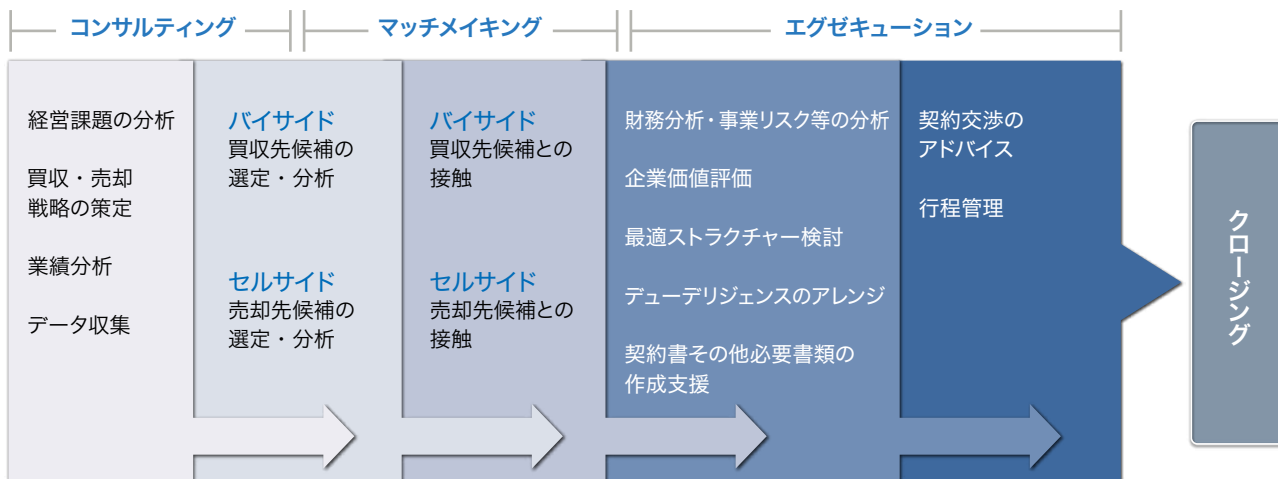 コンサルティング
マッチメイキング
エグゼキューション
経営課題の分析
買収・売却
戦略の策定
業績分析
データ収集
バイサイド
買収先候補の
選定・分析
セルサイド
売却先候補の
選定・分析
バイサイド
買収先候補との
接触
セルサイド
売却先候補との
接触
財務分析・事業リスク等の分析
企業価値評価
最適ストラクチャー検討
デューデリジェンスのアレンジ
契約書その他必要書類の
作成支援
契約交渉の
アドバイス
行程管理
クロージング